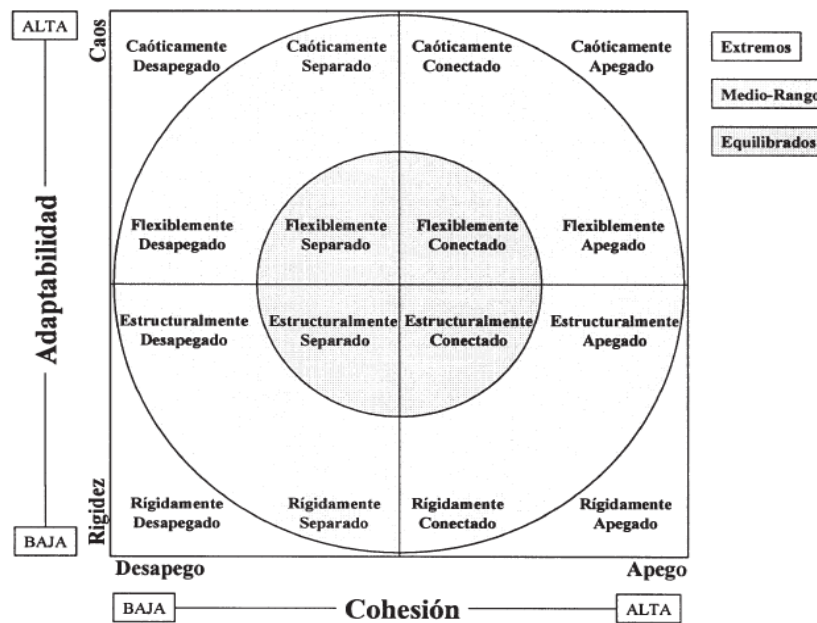 ALTA
Caos
Caóticamente
Desapegado
Caóticamente
Separado
Caóticamente
Conectado
Caóticamente
Apegado
Extremos
Medio-Rango
Equilibrados
Adaptabilidad
Flexiblemente
Desapegado
Flexiblemente
Separado
Flexiblemente
Conectado
Flexiblemente
Apegado
Estructuralmente
Desapegado
Estructuralmente
Separado
Estructuralmente
Conectado
Estructuralmente
Apegado
Rígidamente
Desapegado
Rígidamente
Separado
Rígidamente
Conectado
Rígidamente
Apegado
Rigidez
BAJA
Desapego
Apego
BAJA
Cohesión
ALTA